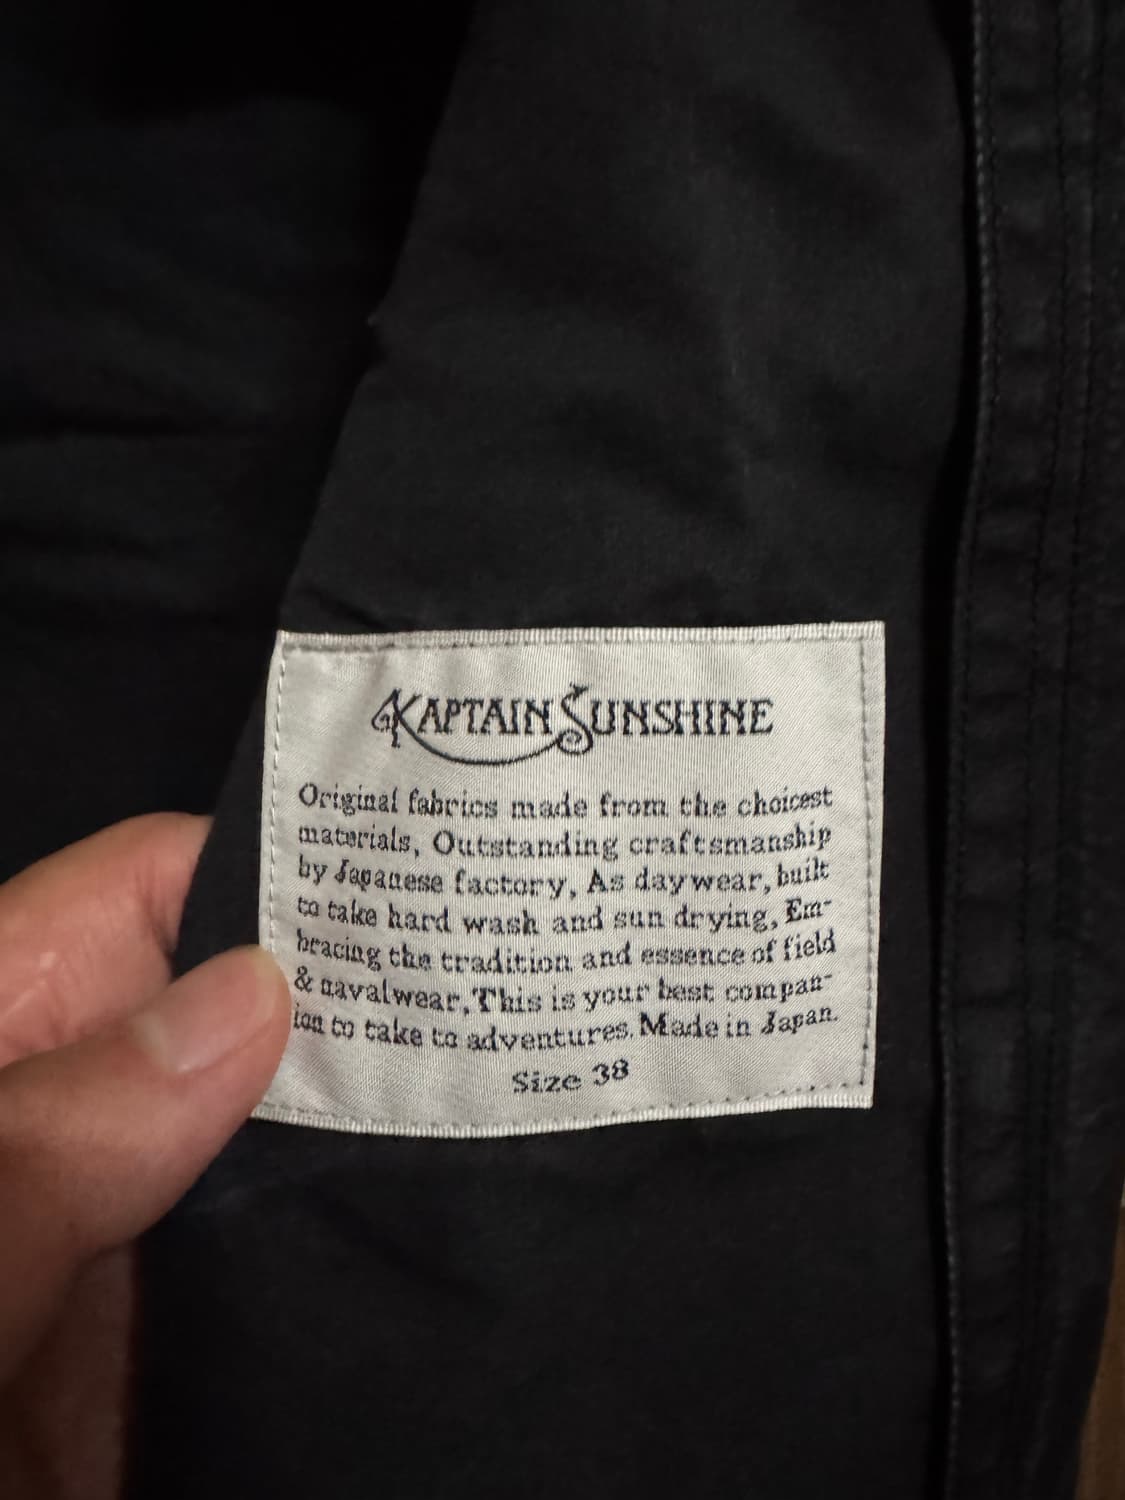 KAPTAIN SUNSHINE
Original fabrics made from the choicest
materials, Outstanding craftsmanship
by Japanese factory, As daywear, built
to take hard wash and sun drying, Em-
bracing the tradition and essence of field
& navalwear, This is your best compan-
ion to take to adventures. Made in Japan.
Size 38